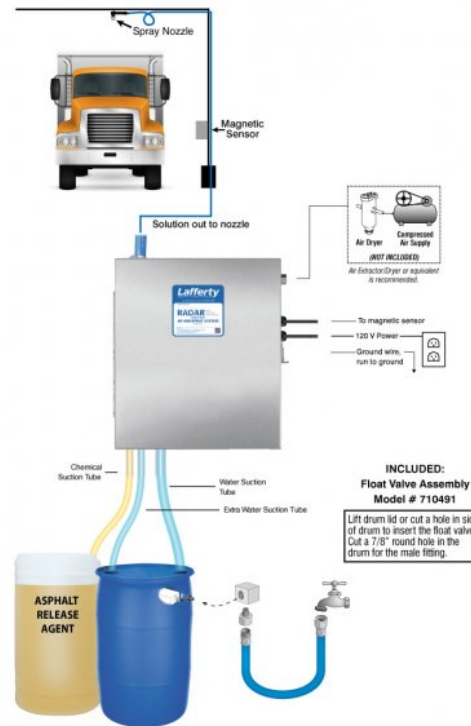 Spray Nozzle
Magnetic
Sensor
Solution out to nozzle
Air Dryer
Compressed
Air Supply
(NOT INCLUDED)
Air Extractor/Dryer or equivalent
is recommended.
Lafferty
RADAR
To magnetic sensor
120 V Power
Ground wire,
run to ground
Chemical
Suction Tube
Water Suction
Tube
Extra Water Suction Tube
INCLUDED:
Float Valve Assembly
Model # 710491
Lift drum lid or cut a hole in sid
of drum to insert the float valv
Cut a 7/8" round hole in the
drum for the male fitting.
ASPHALT
RELEASE
AGENT